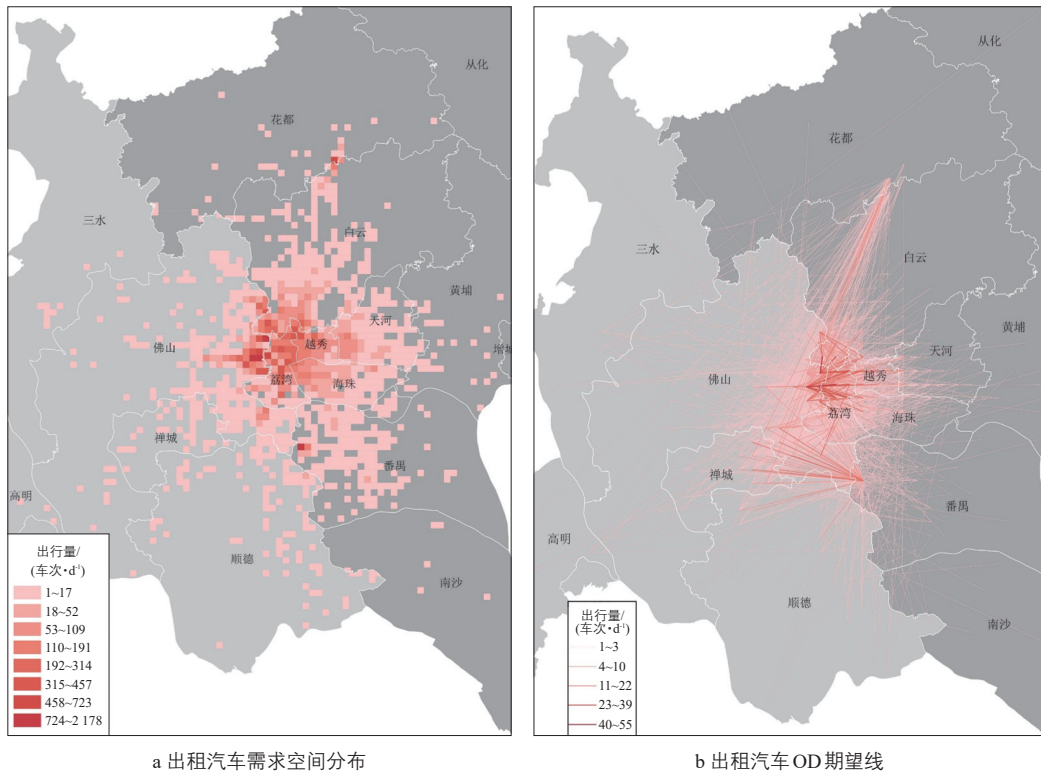 从化
花都
三水
白云
黄埔
天河
增城
佛山
越秀
荔湾
海珠
禅城
番禺
高明
顺德
南沙
出行量/
(车次·d⁻¹)
1~17
18~52
53~109
110~191
192~314
315~457
458~723
724~2 178
a 出租汽车需求空间分布
从化
花都
三水
白云
黄埔
天河
佛山
越秀
荔湾
海珠
禅城
番禺
高明
顺德
南沙
出行量/
(车次·d⁻¹)
1~3
4~10
11~22
23~39
40~55
b 出租汽车OD期望线